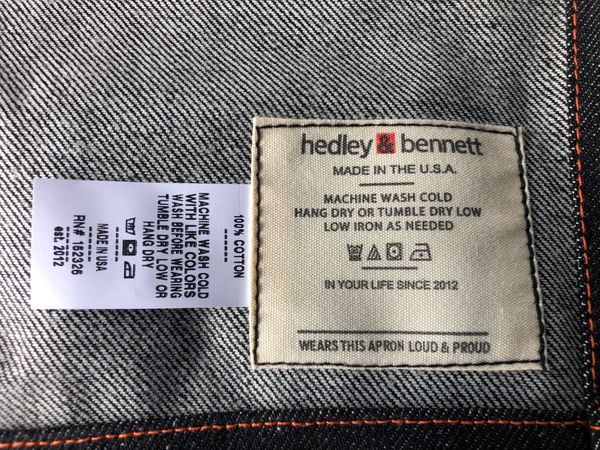 hedley & bennett
MADE IN THE U.S.A.
MACHINE WASH COLD
HANG DRY OR TUMBLE DRY LOW
LOW IRON AS NEEDED
IN YOUR LIFE SINCE 2012
WEARS THIS APRON LOUD & PROUD
100% COTTON
------
MACHINE WASH COLD
WITH LIKE COLORS
WASH BEFORE WEARING
TUMBLE DRY LOW OR
HANG DRY
------
MADE IN USA
------
RN# 182326
est. 2012